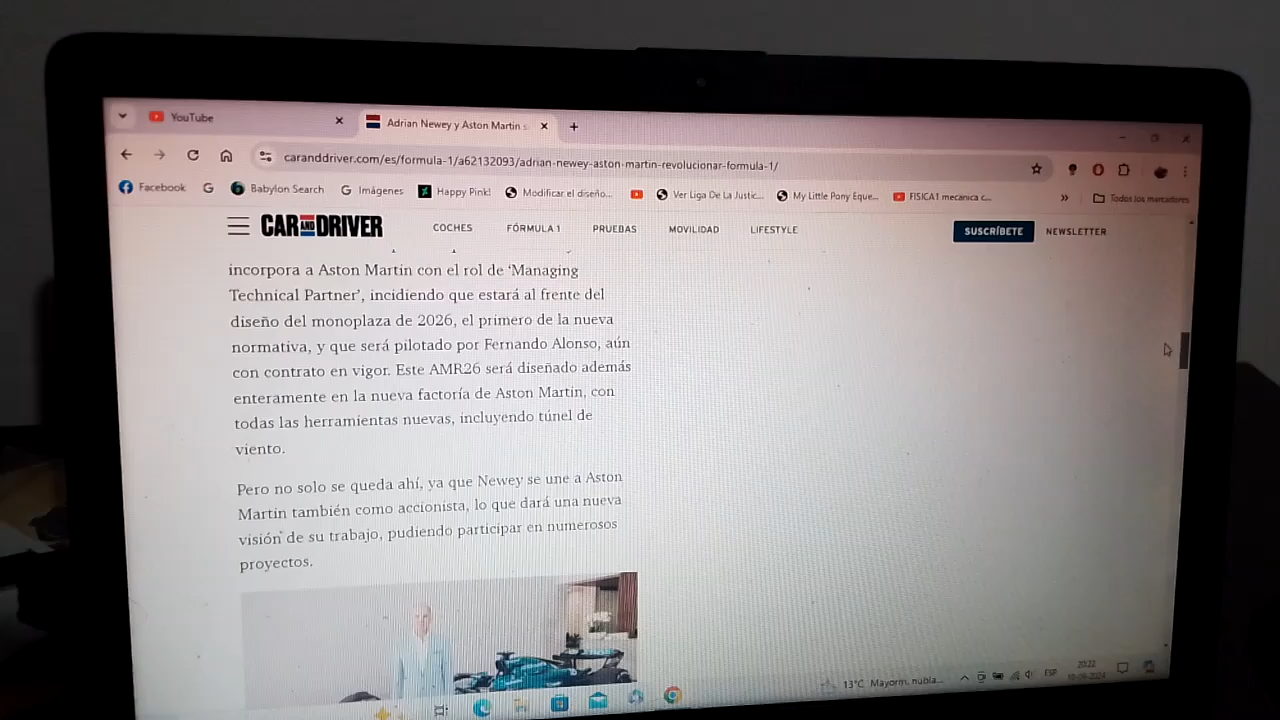 YouTube
Adrian Newey y Aston Martin s
caranddriver.com/es/formula-1/a62132093/adrian-newey-aston-martin-revolucionar-formula-1/
Facebook
Babylon Search
Imágenes
Happy Pink!
Modificar el diseño...
Ver Liga De La Justic...
My Little Pony Eque...
FISICA1 mecanica c...
»
Todos los marcadores
CAR AND DRIVER
COCHES
FÓRMULA 1
PRUEBAS
MOVILIDAD
LIFESTYLE
SUSCRÍBETE
NEWSLETTER
incorpora a Aston Martin con el rol de ‘Managing
Technical Partner’, incidiendo que estará al frente del
diseño del monoplaza de 2026, el primero de la nueva
normativa, y que será pilotado por Fernando Alonso, aún
con contrato en vigor. Este AMR26 será diseñado además
enteramente en la nueva factoría de Aston Martin, con
todas las herramientas nuevas, incluyendo túnel de
viento.
Pero no solo se queda ahí, ya que Newey se une a Aston
Martin también como accionista, lo que dará una nueva
visión de su trabajo, pudiendo participar en numerosos
proyectos.
13°C Mayorm. nubla...
ESP
20:22
10-09-2024